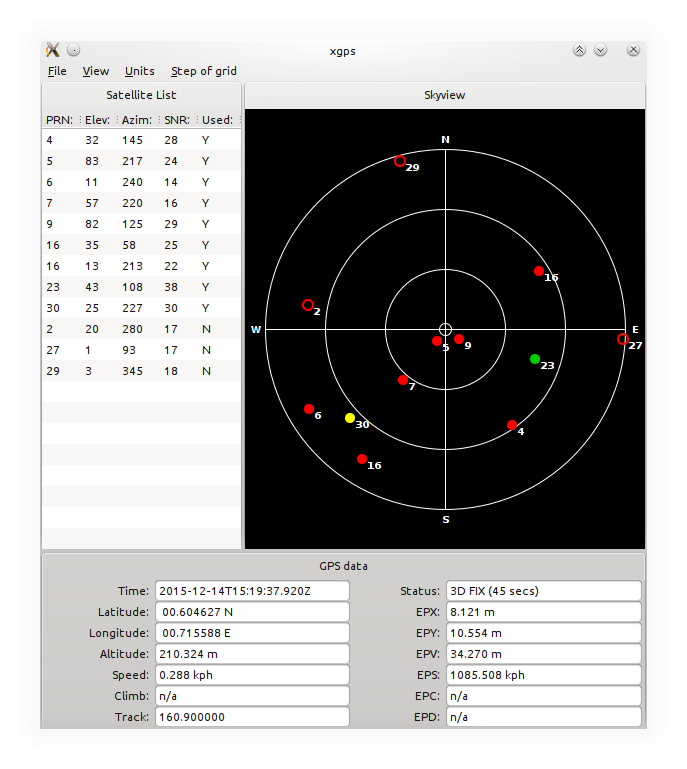 xgps
File View Units Step of grid
Satellite List
PRN: Elev: Azim: SNR: Used:
4 32 145 28 Y
5 83 217 24 Y
6 11 240 14 Y
7 57 220 16 Y
9 82 125 29 Y
16 35 58 25 Y
16 13 213 22 Y
23 43 108 38 Y
30 25 227 30 Y
2 20 280 17 N
27 1 93 17 N
29 3 345 18 N
Skyview
N
29
16
2
W
E
5
9
27
23
7
6
30
4
16
S
GPS data
Time: 2015-12-14T15:19:37.920Z
Latitude: 00.604627 N
Longitude: 00.715588 E
Altitude: 210.324 m
Speed: 0.288 kph
Climb: n/a
Track: 160.900000
Status: 3D FIX (45 secs)
EPX: 8.121 m
EPY: 10.554 m
EPV: 34.270 m
EPS: 1085.508 kph
EPC: n/a
EPD: n/a